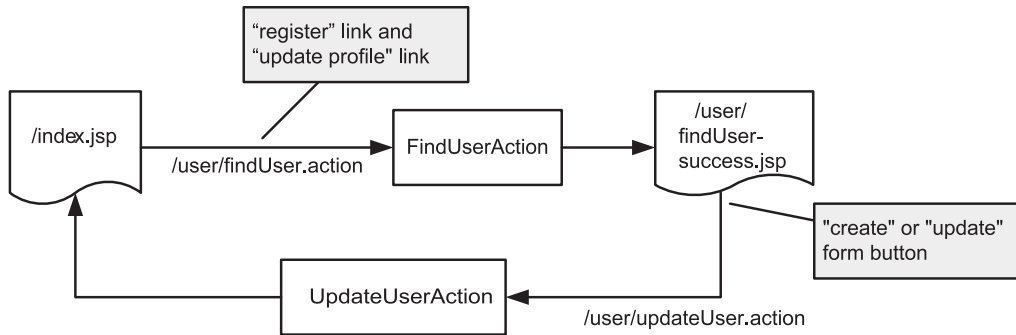 “register” link and
“update profile" link
/index.jsp
/user/findUser.action
FindUserAction
/user/
findUser-
success.jsp
"create" or "update"
form button
UpdateUserAction
/user/updateUser.action